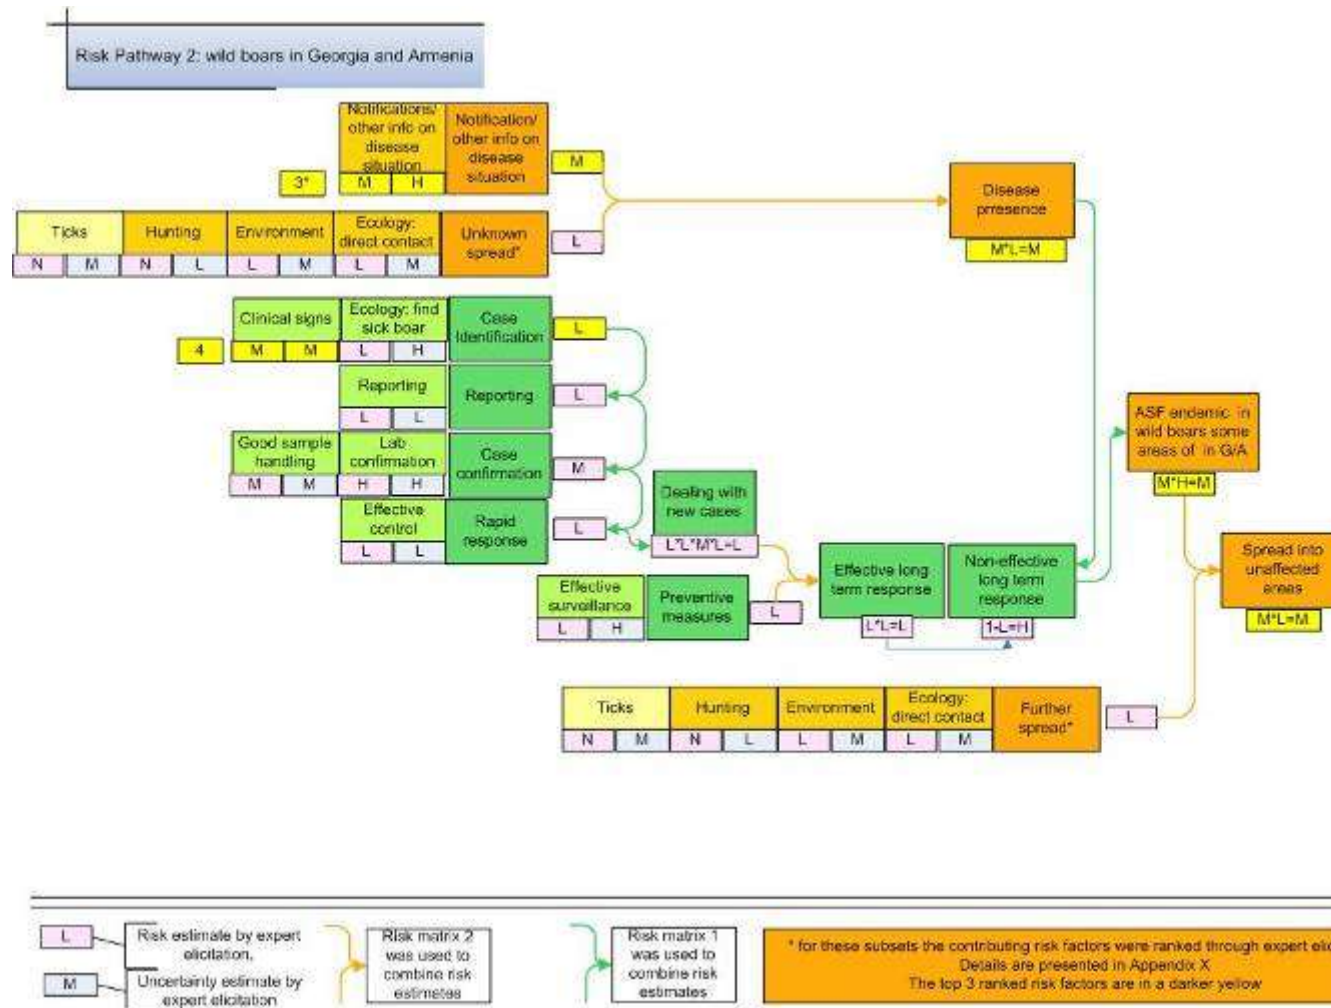 Risk Pathway 2: wild boars in Georgia and Armenia
Notifications/
other info on
disease
situation
M H
3*
Notification/
other info on
disease
situation
M
Ticks Hunting Environment Ecology:
direct contact
N M N L L M L M
Unknown
spread*
L
Disease
prresence
M*L=M
Clinical signs
Ecology: find
sick boar
4
M M L H
Case
Identification
L
Reporting
L L
Reporting
L
Good sample
handling
Lab
confirmation
M M H H
Case
confirmation
M
Effective
control
L L
Rapid
response
L
Dealing with
new cases
L*L*M*L=L
Effective
surveillance
L H
Preventive
measures
L
Effective long
term response
L*L=L
Non-effective
long term
response
1-L=H
ASF endemic in
wild boars some
areas of in G/A
M*H=M
Spread into
unaffected
areas
M*L=M
Ticks Hunting Environment Ecology:
direct contact
N M N L L M L M
Further
spread*
L
L
Risk estimate by expert
elicitation,
M
Uncertainty estimate by
expert elicitation
Risk matrix 2
was used to
combine risk
estimates
Risk matrix 1
was used to
combine risk
estimates
* for these subsets the contributing risk factors were ranked through expert elic
Details are presented in Appendix X
The top 3 ranked risk factors are in a darker yellow